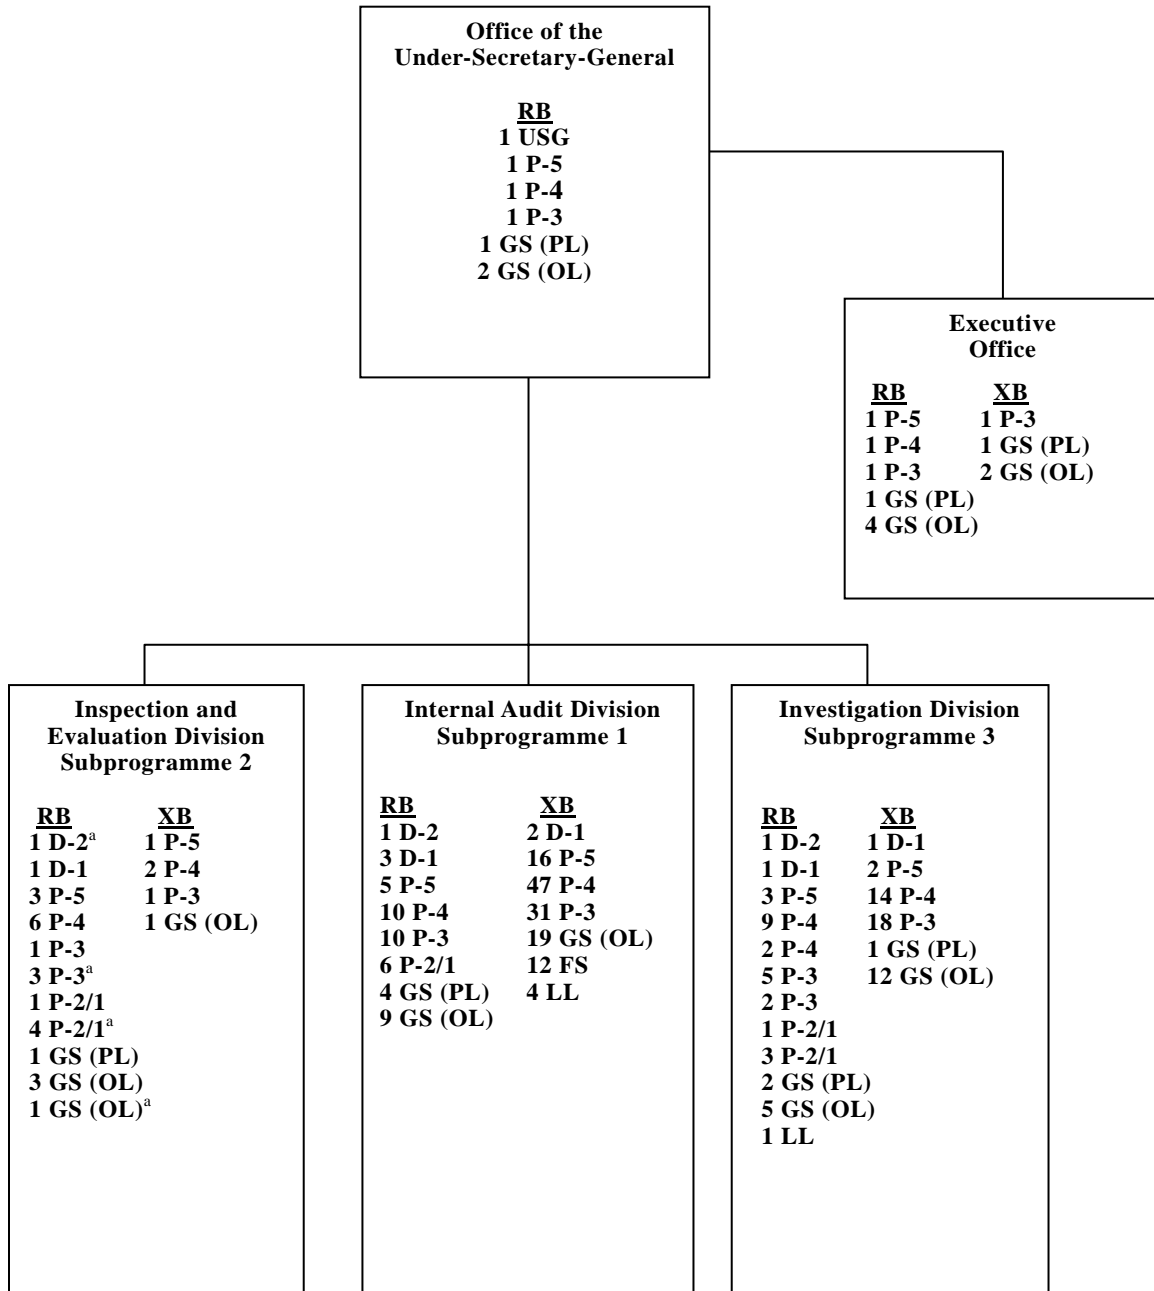 Office of the
Under-Secretary-General
RB
1 USG
1 P-5
1 P-4
1 P-3
1 GS (PL)
2 GS (OL)
Executive
Office
RB XB
1 P-5 1 P-3
1 P-4 1 GS (PL)
1 P-3 2 GS (OL)
1 GS (PL)
4 GS (OL)
Inspection and
Evaluation Division
Subprogramme 2
RB XB
1 D-2a 1 P-5
1 D-1 2 P-4
3 P-5 1 P-3
6 P-4 1 GS (OL)
1 P-3
3 P-3a
1 P-2/1
4 P-2/1a
1 GS (PL)
3 GS (OL)
1 GS (OL)a
Internal Audit Division
Subprogramme 1
RB XB
1 D-2 2 D-1
3 D-1 16 P-5
5 P-5 47 P-4
10 P-4 31 P-3
10 P-3 19 GS (OL)
6 P-2/1 12 FS
4 GS (PL) 4 LL
9 GS (OL)
Investigation Division
Subprogramme 3
RB XB
1 D-2 1 D-1
1 D-1 2 P-5
3 P-5 14 P-4
9 P-4 18 P-3
2 P-4 1 GS (PL)
5 P-3 12 GS (OL)
2 P-3
1 P-2/1
3 P-2/1
2 GS (PL)
5 GS (OL)
1 LL